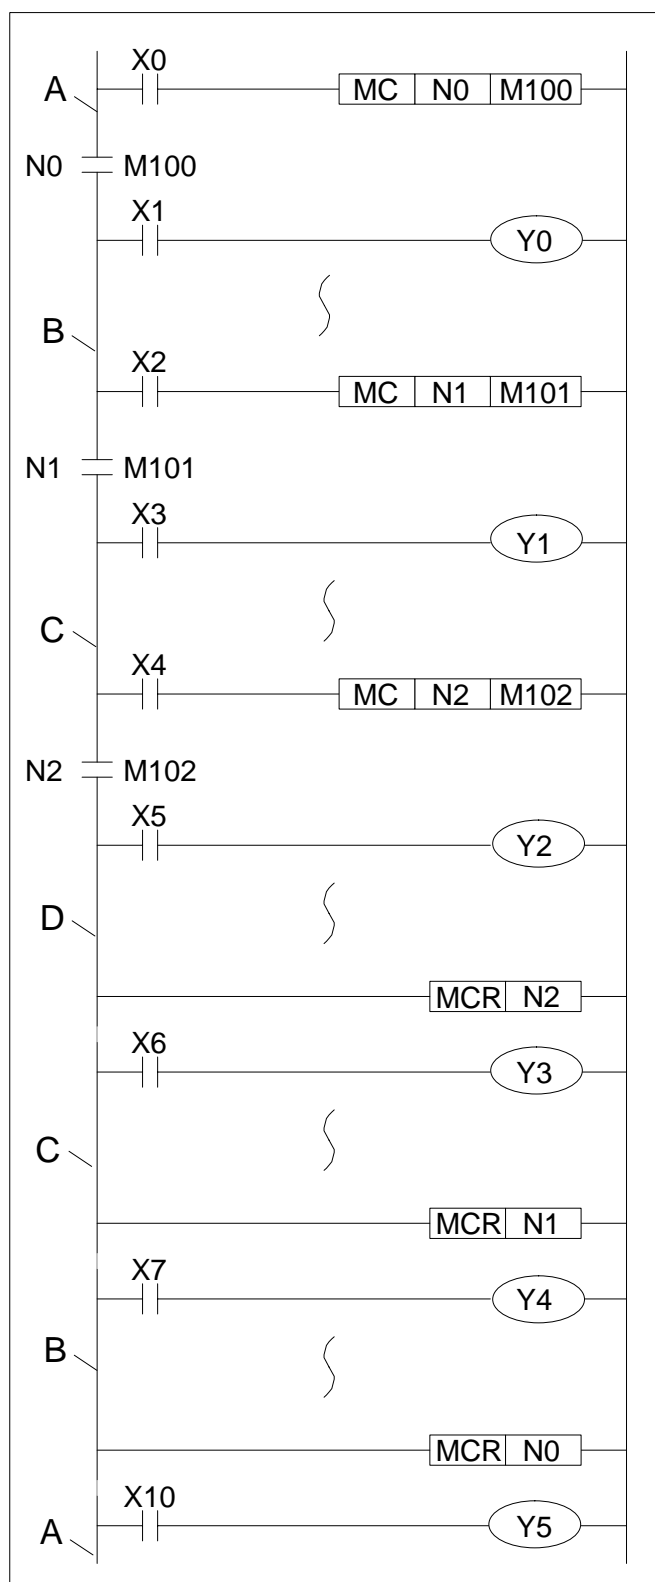 X0
A MC N0 M100
N0 M100
X1
Y0
B
X2
MC N1 M101
N1 M101
X3
Y1
C
X4
MC N2 M102
N2 M102
X5
Y2
D
MCR N2
X6
Y3
C
MCR N1
X7
Y4
B
MCR N0
X10
A Y5